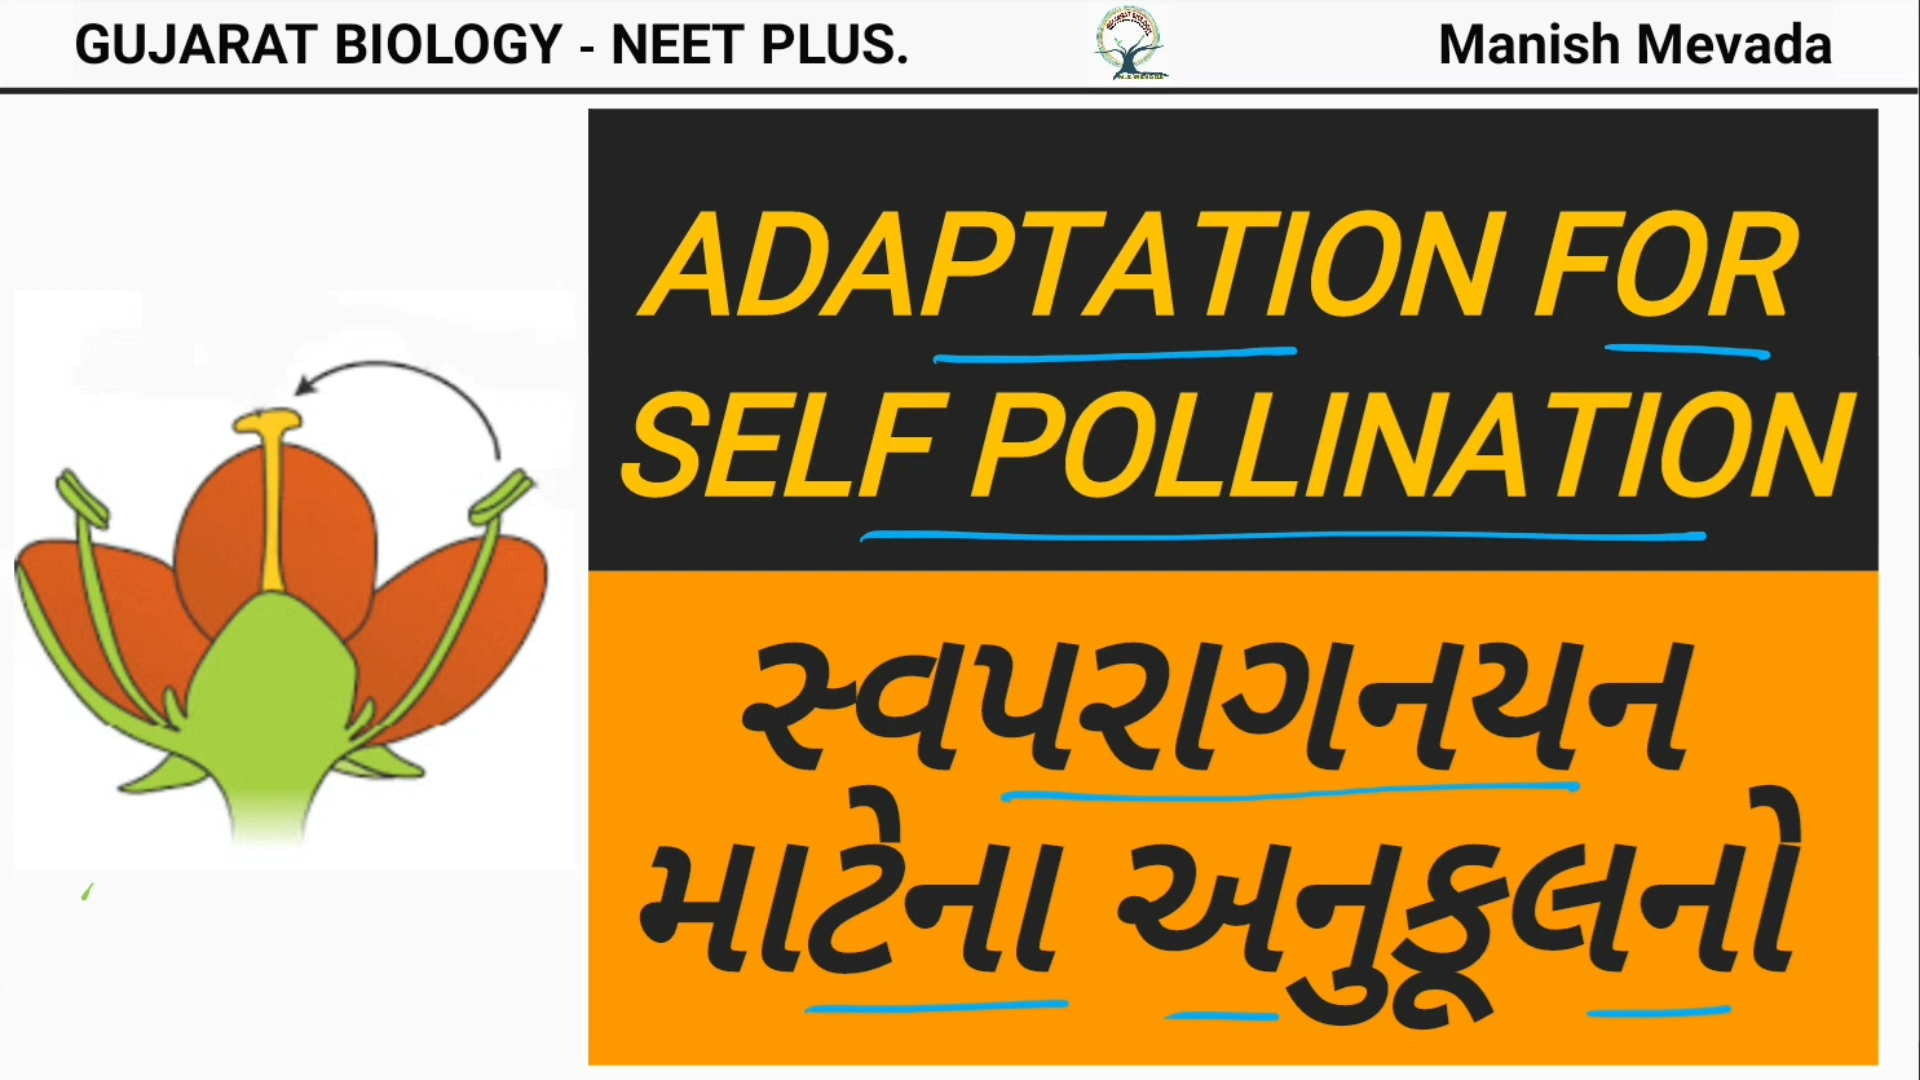 GUJARAT BIOLOGY - NEET PLUS.
Manish Mevada
ADAPTATION FOR
SELF POLLINATION
સ્વપરાગનયન
માટેના અનુકૂલનો